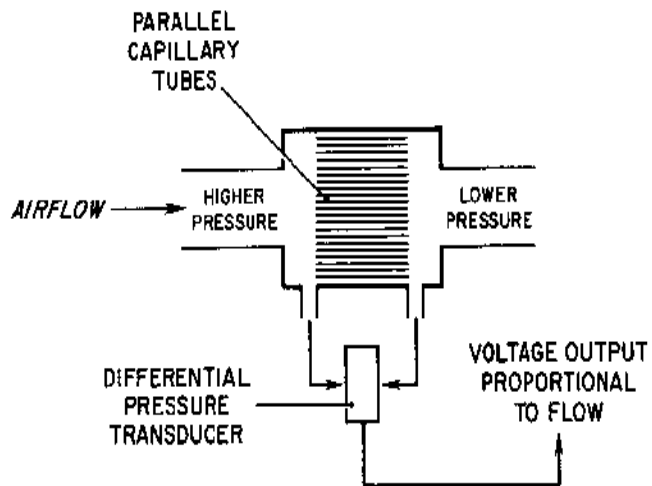 PARALLEL
CAPILLARY
TUBES
AIRFLOW
HIGHER
PRESSURE
LOWER
PRESSURE
DIFFERENTIAL
PRESSURE
TRANSDUCER
VOLTAGE OUTPUT
PROPORTIONAL
TO FLOW